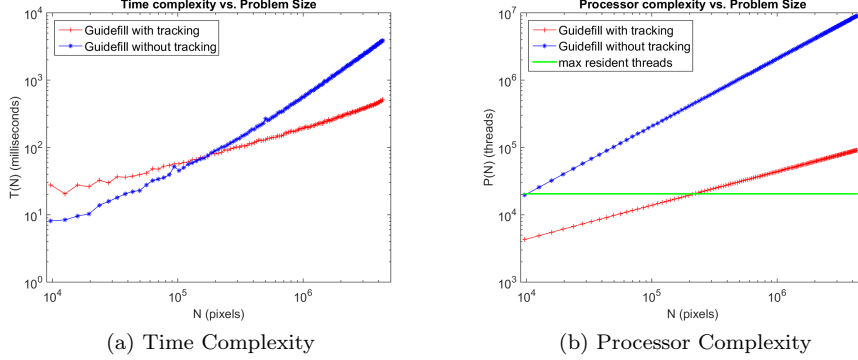 Time complexity vs. Problem Size
10^4
10^3
10^2
10^1
10^0
T(N) (milliseconds)
Guidefill with tracking
Guidefill without tracking
10^4
10^5
10^6
N (pixels)
(a) Time Complexity
Processor complexity vs. Problem Size
10^7
10^6
10^5
10^4
10^3
P(N) (threads)
Guidefill with tracking
Guidefill without tracking
max resident threads
10^4
10^5
10^6
N (pixels)
(b) Processor Complexity